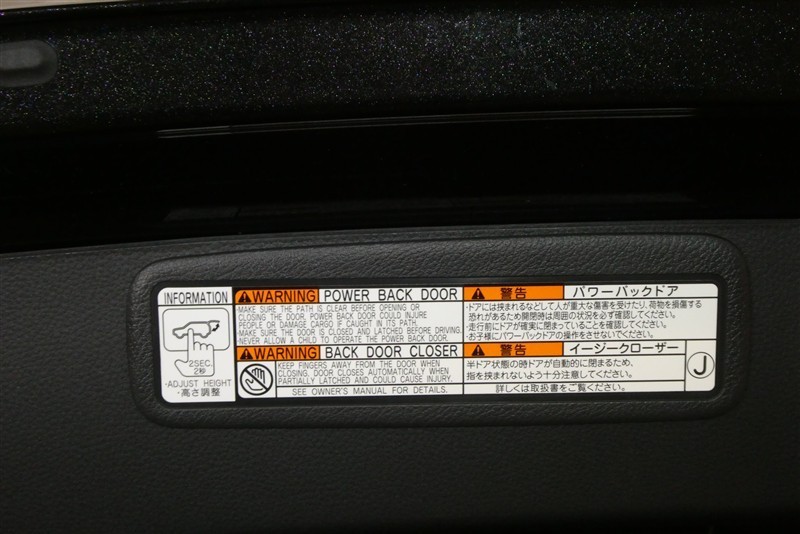 INFORMATION
2SEC.
2秒
·ADJUST HEIGHT
·高さ調整
WARNING POWER BACK DOOR
MAKE SURE THE PATH IS CLEAR BEFORE OPENING OR
CLOSING THE DOOR. POWER BACK DOOR COULD INJURE
PEOPLE OR DAMAGE CARGO IF CAUGHT IN ITS PATH.
MAKE SURE THE DOOR IS CLOSED AND LATCHED BEFORE DRIVING.
NEVER ALLOW A CHILD TO OPERATE THE POWER BACK DOOR.
WARNING BACK DOOR CLOSER
KEEP FINGERS AWAY FROM THE DOOR WHEN
CLOSING. DOOR CLOSES AUTOMATICALLY WHEN
PARTIALLY LATCHED AND COULD CAUSE INJURY.
SEE OWNER'S MANUAL FOR DETAILS.
警告 パワーバックドア
·ドアには挟まれるなどして人が重大な傷害を受けたり、荷物を損傷する
恐れがあるため開閉時は周囲の状況を必ず確認してください。
·走行前にドアが確実に閉まっていることを確認してください。
·お子様にパワーバックドアの操作をさせないでください。
警告 イージークローザー
半ドア状態の時ドアが自動的に閉まるため、
指を挟まれないよう十分注意してください。
詳しくは取扱書をご覧ください。
J